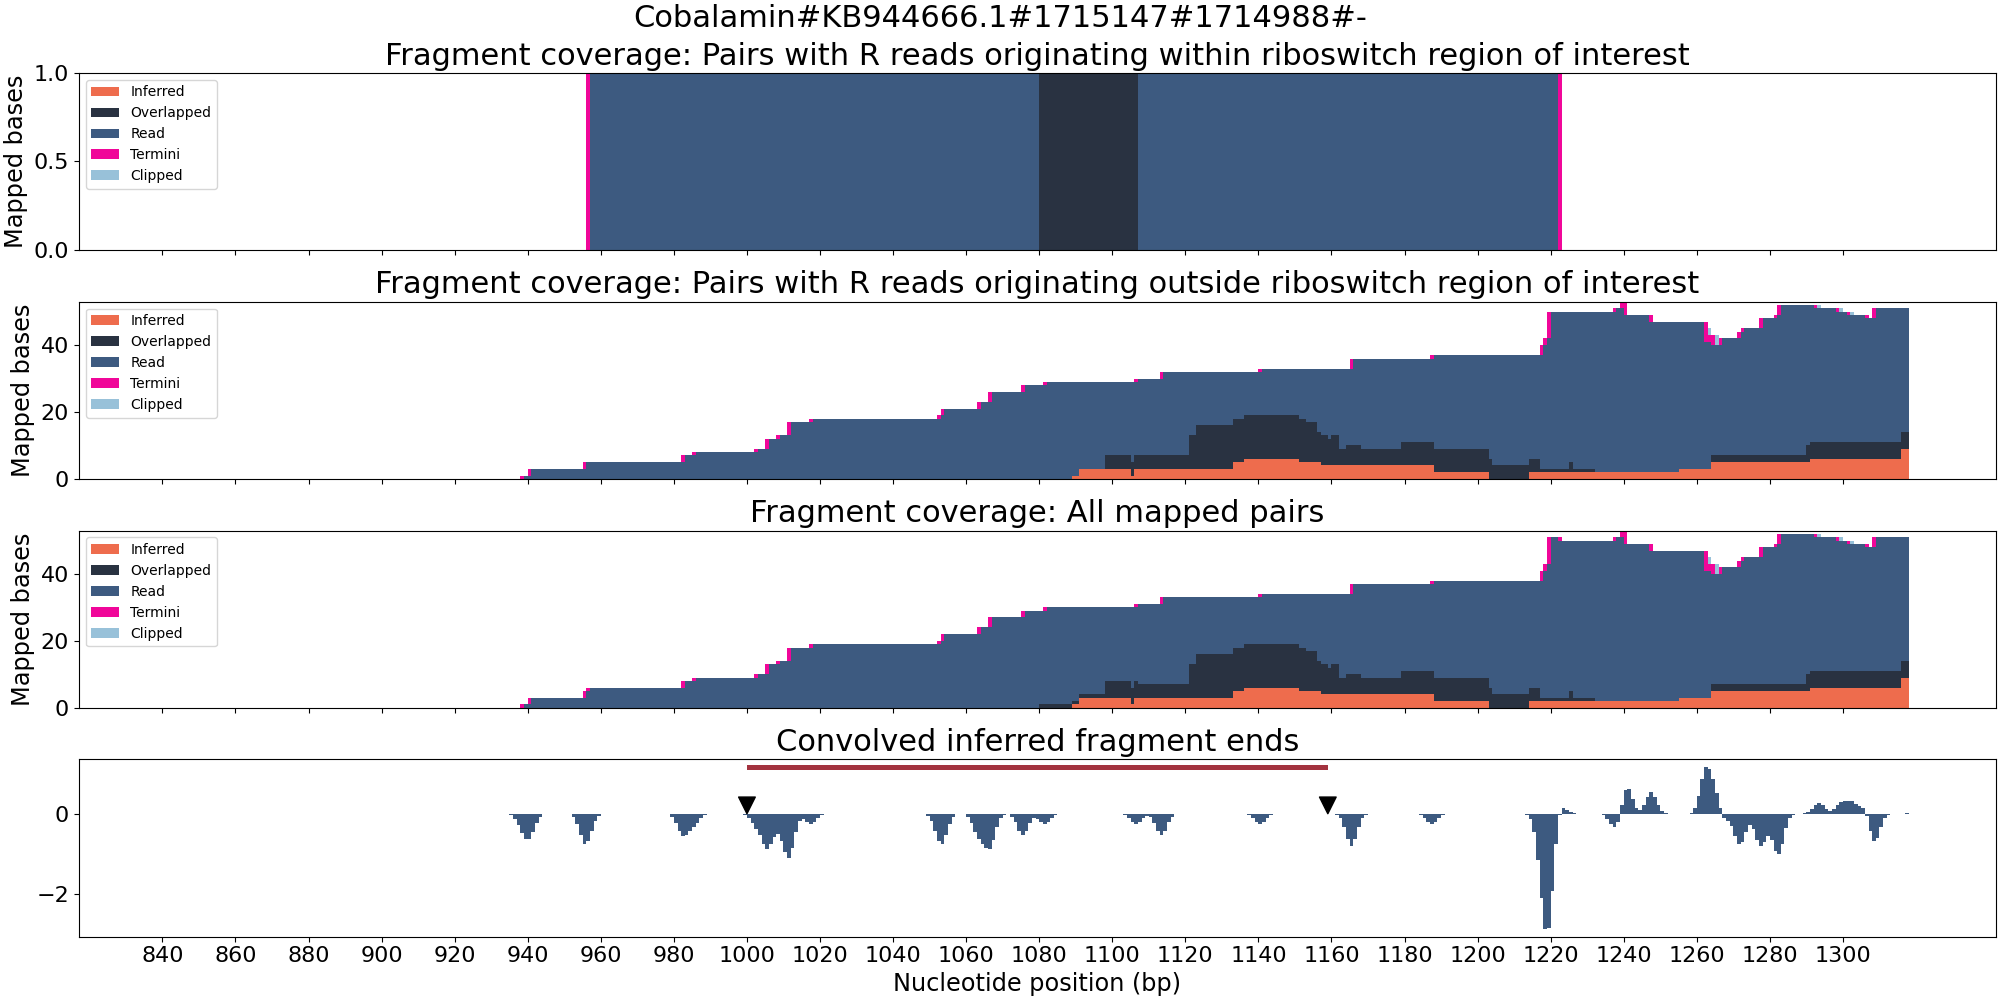 Cobalamin#KB944666.1#1715147#1714988#-
Fragment coverage: Pairs with R reads originating within riboswitch region of interest
Mapped bases
1.0
0.5
0.0
Inferred
Overlapped
Read
Termini
Clipped
Fragment coverage: Pairs with R reads originating outside riboswitch region of interest
Mapped bases
40
20
0
Inferred
Overlapped
Read
Termini
Clipped
Fragment coverage: All mapped pairs
Mapped bases
40
20
0
Inferred
Overlapped
Read
Termini
Clipped
Convolved inferred fragment ends
0
−2
840 860 880 900 920 940 960 980 1000 1020 1040 1060 1080 1100 1120 1140 1160 1180 1200 1220 1240 1260 1280 1300
Nucleotide position (bp)